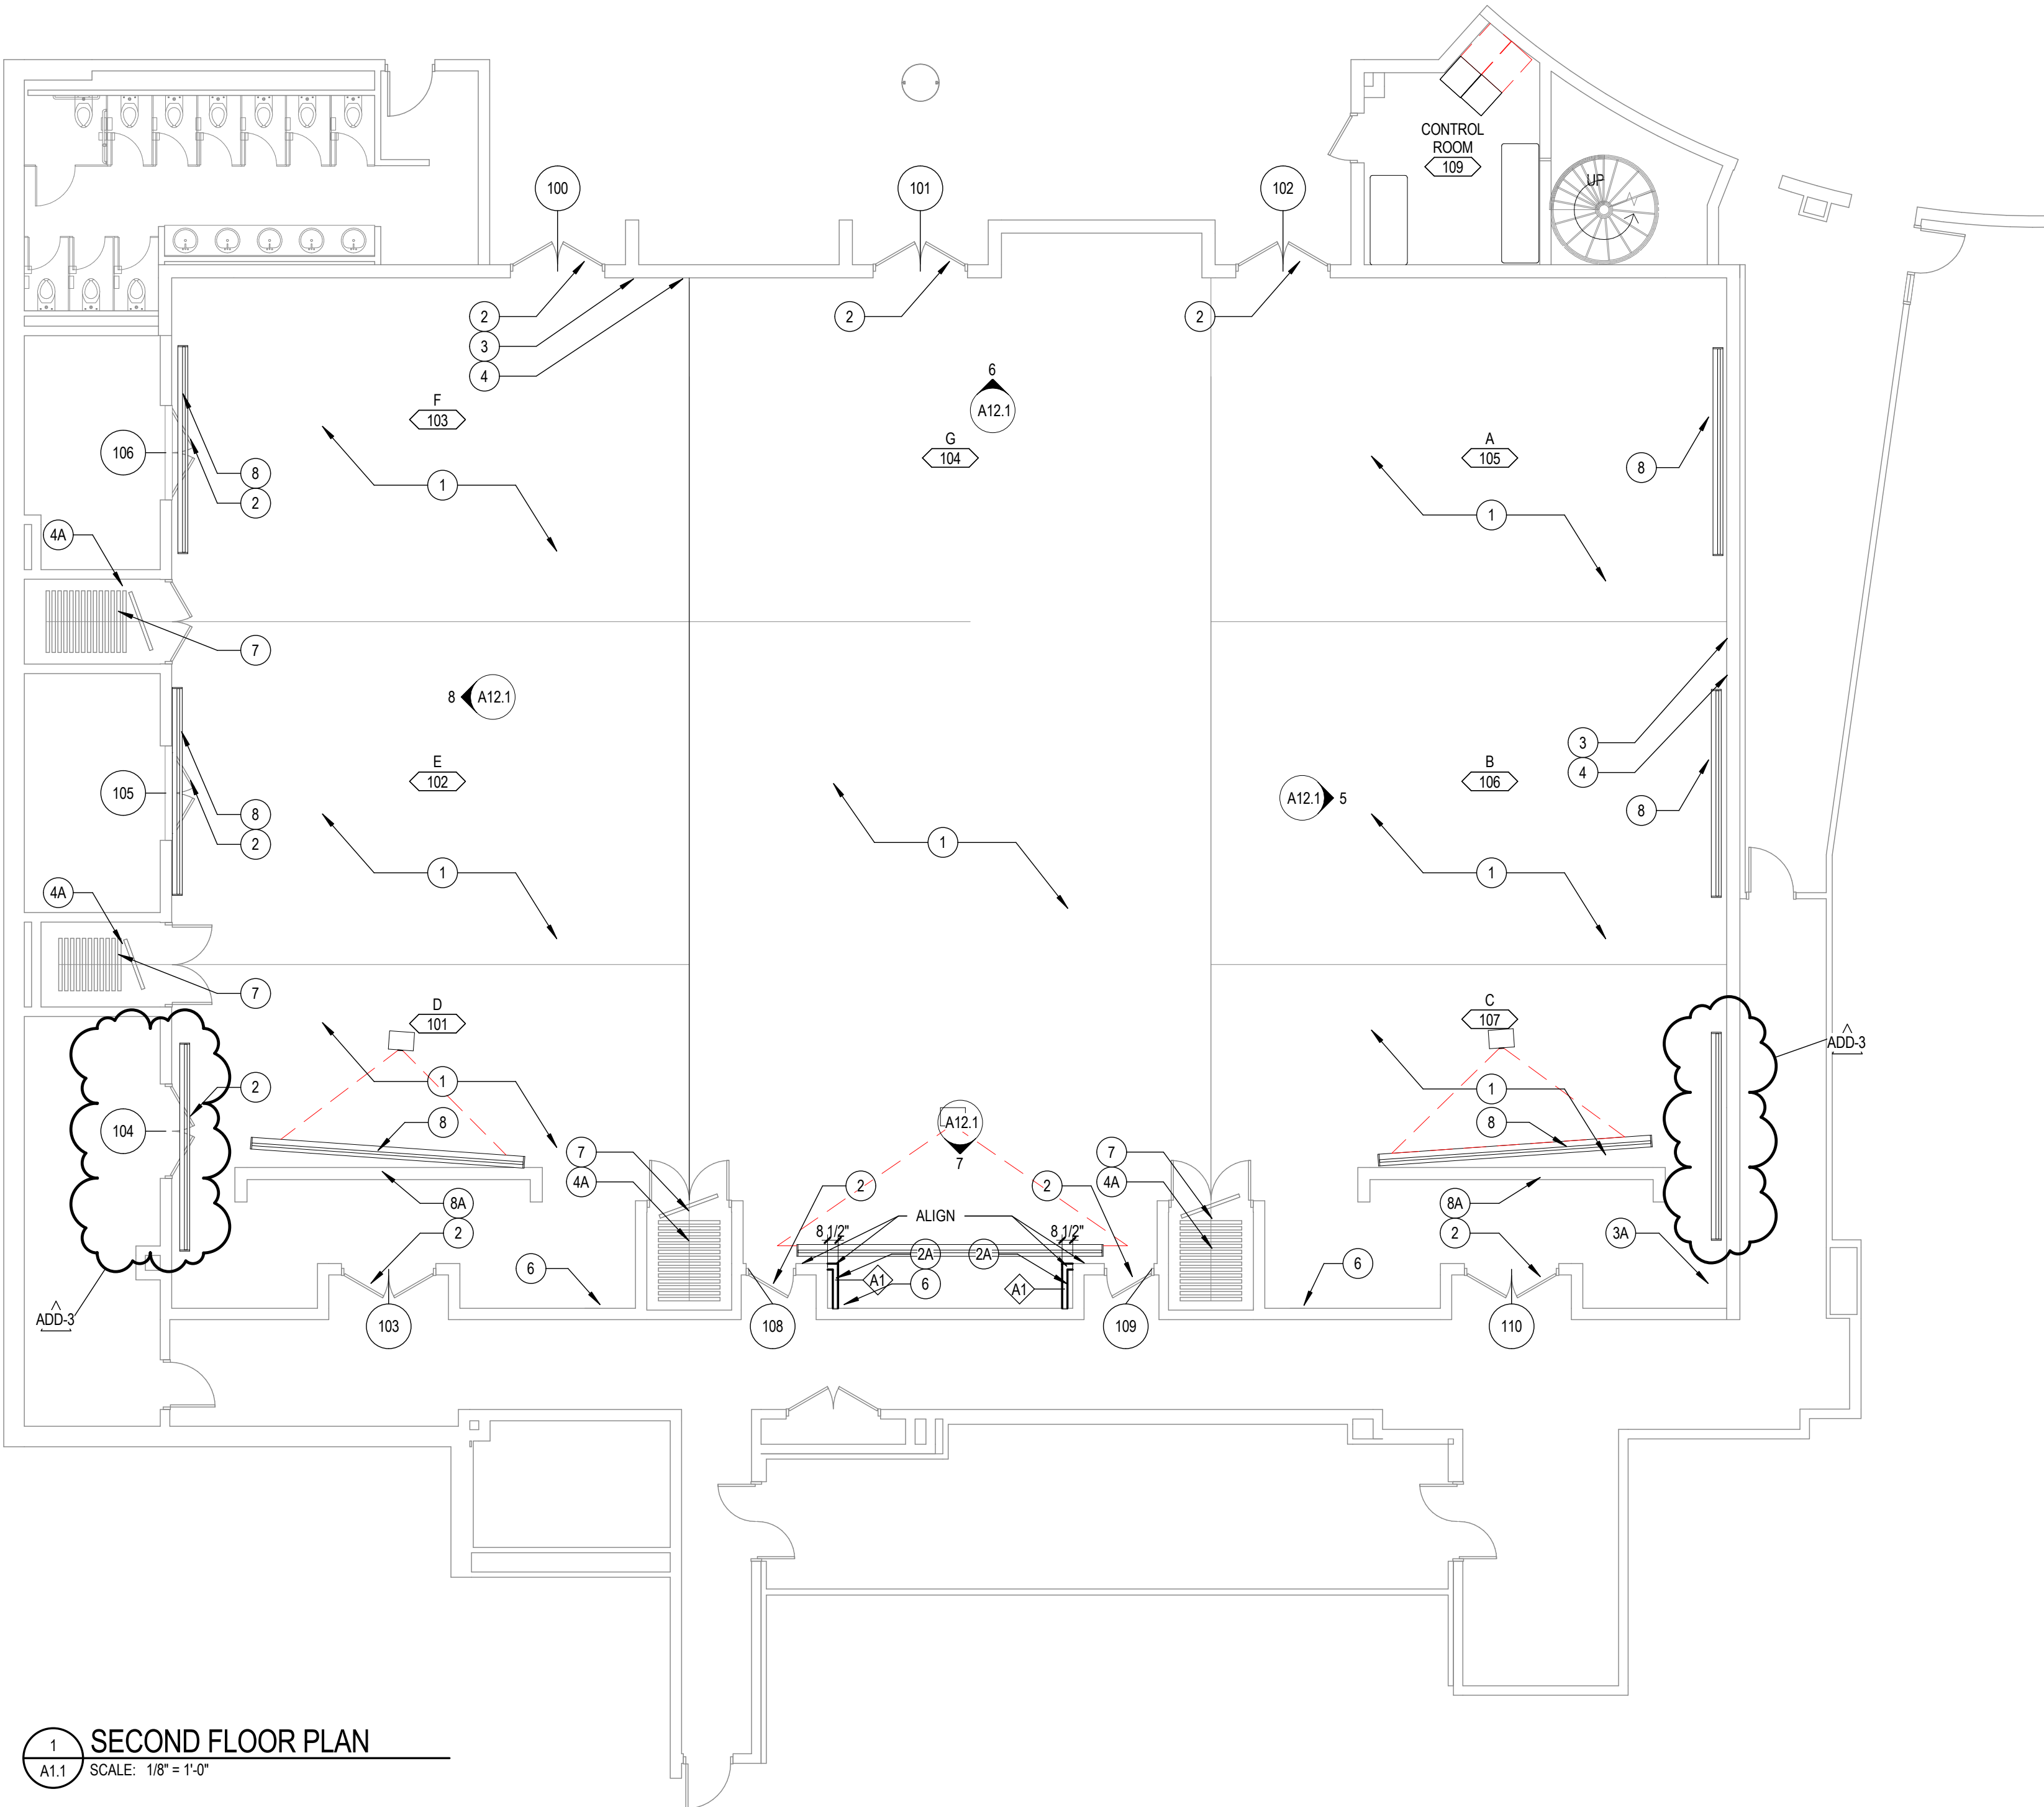 CONTROL
ROOM
109
UP
100
101
102
2
3
4
2
2
6
A12.1
F
103
G
104
A
105
106
8
2
1
8
1
4A
7
8
A12.1
E
102
3
4
B
106
A12.1
5
8
105
8
2
1
1
1
4A
7
D
101
C
107
ADD-3
2
1
1
104
8
8
A12.1
7
7
4A
7
4A
2
2
8A
2
8A
2
3A
ALIGN
8 1/2"
8 1/2"
2A
2A
6
A1
6
A1
6
ADD-3
103
108
109
110
1
A1.1
SECOND FLOOR PLAN
SCALE: 1/8" = 1'-0"